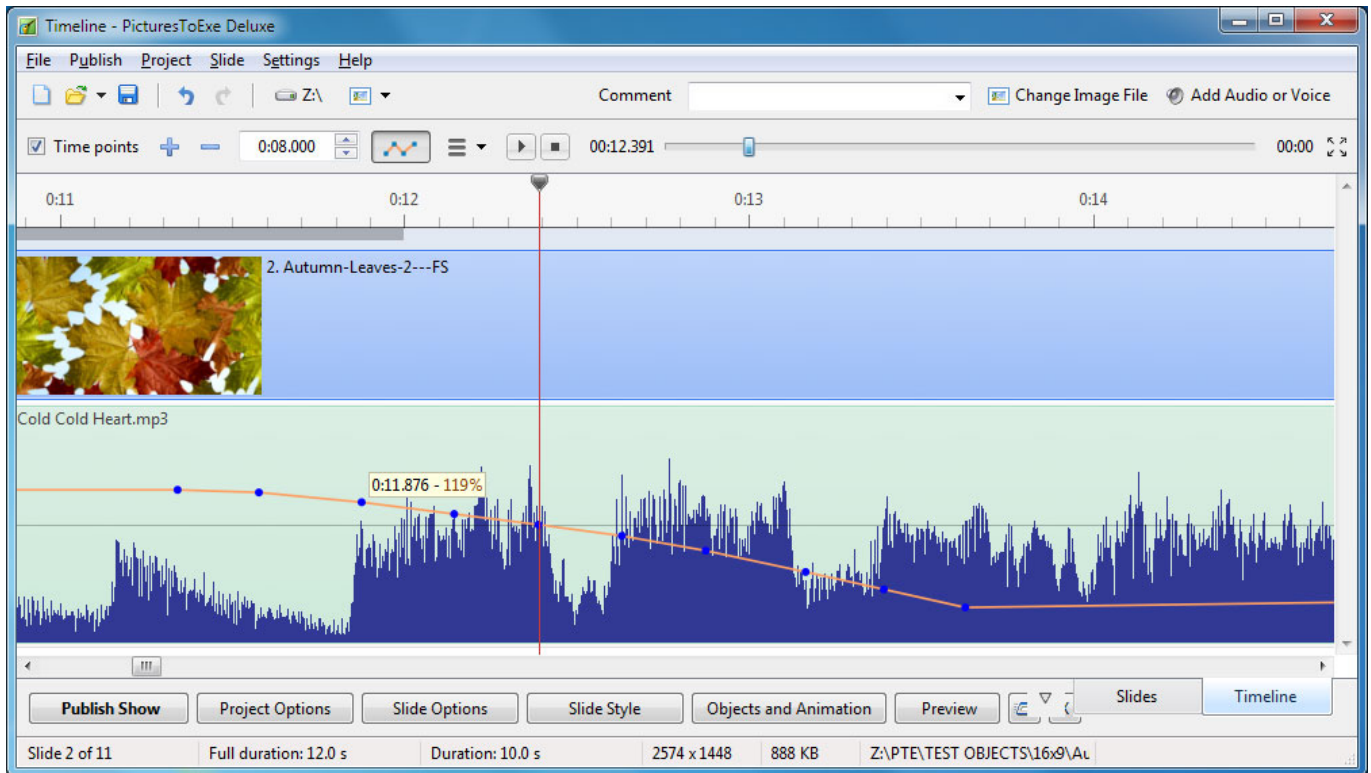 Timeline - PicturesToExe Deluxe
File Publish Project Slide Settings Help
Z:\ Comment Change Image File Add Audio or Voice
Time points 0:08.000 00:12.391 00:00
0:11 0:12 0:13 0:14
2. Autumn-Leaves-2---FS
Cold Cold Heart.mp3
0:11.876 - 119%
Publish Show Project Options Slide Options Slide Style Objects and Animation Preview Slides Timeline
Slide 2 of 11 Full duration: 12.0 s Duration: 10.0 s 2574 x 1448 888 KB Z:\PTE\TEST OBJECTS\16x9\Au